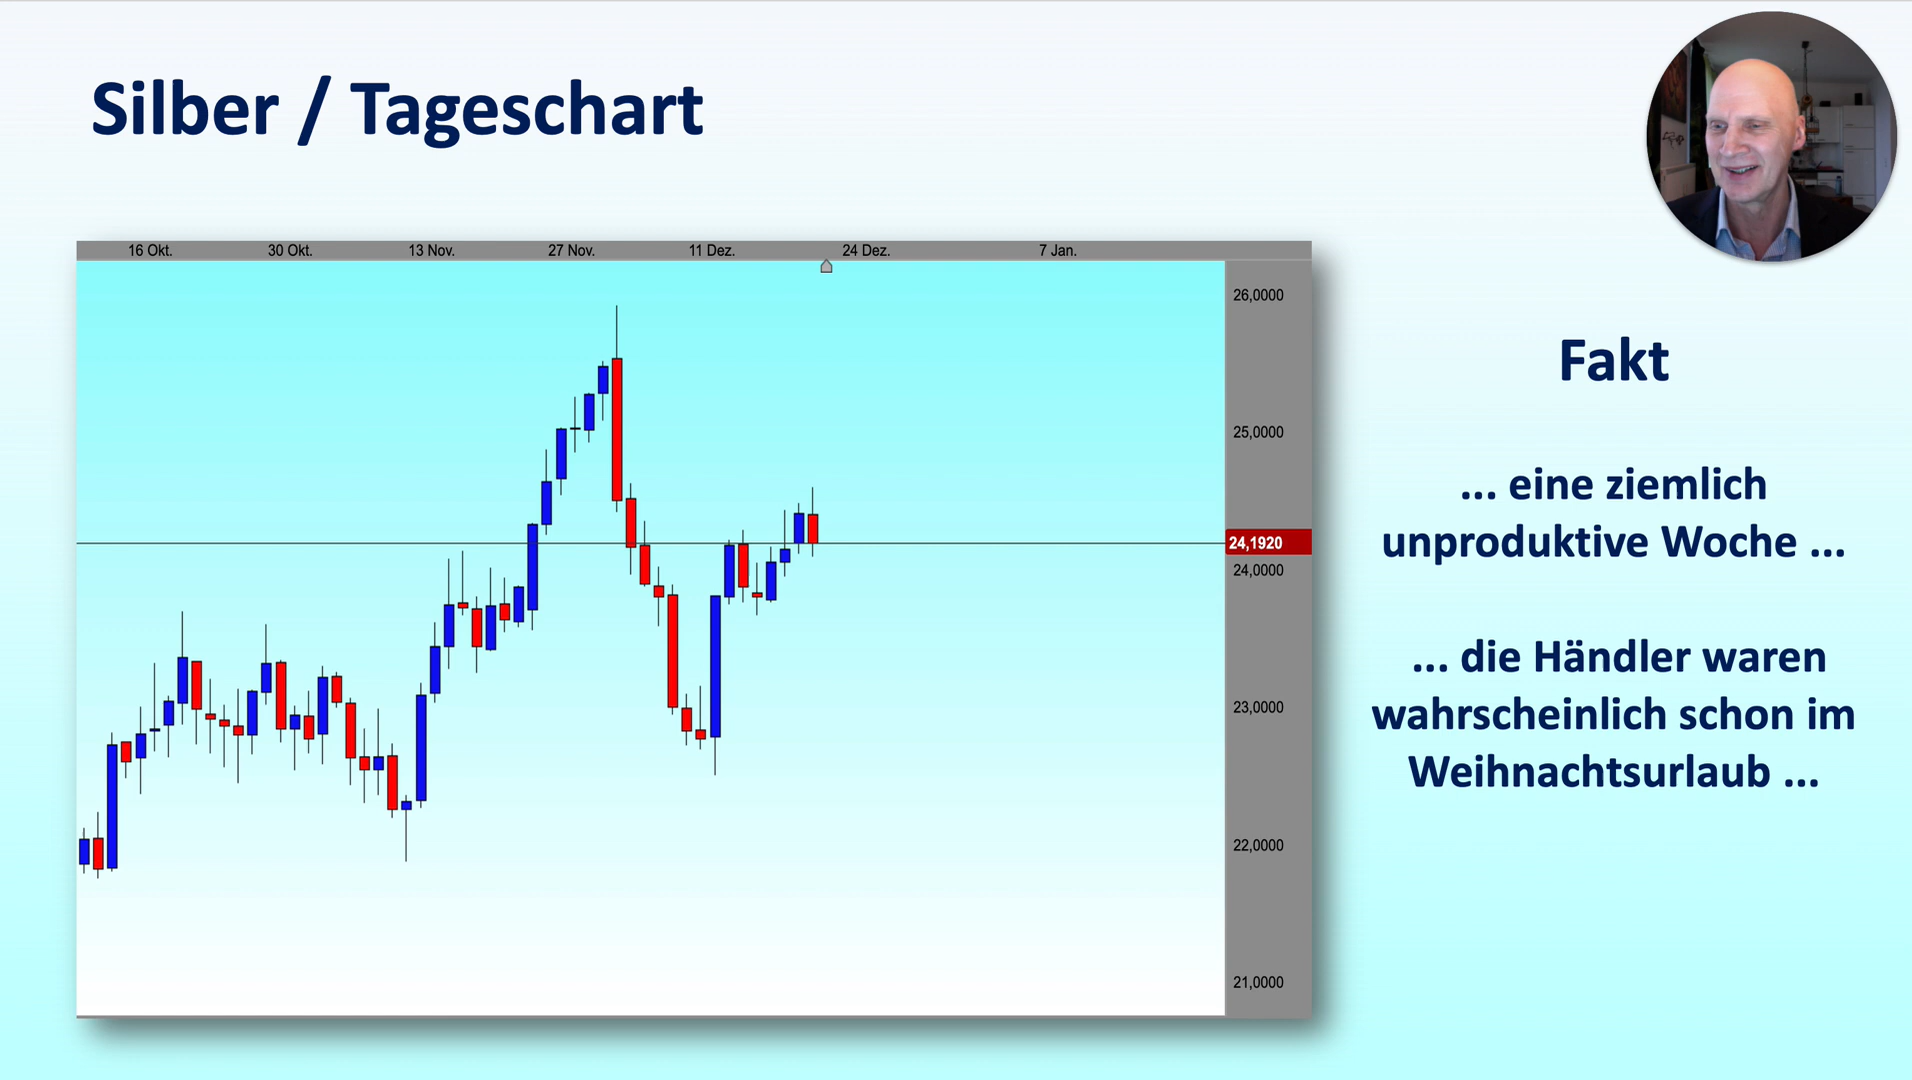 Silber / Tageschart
16 Okt. 30 Okt. 13 Nov. 27 Nov. 11 Dez. 24 Dez. 7 Jan.
26,0000
25,0000
24,1920
24,0000
23,0000
22,0000
21,0000
Fakt
... eine ziemlich
unproduktive Woche ...
... die Händler waren
wahrscheinlich schon im
Weihnachtsurlaub ...